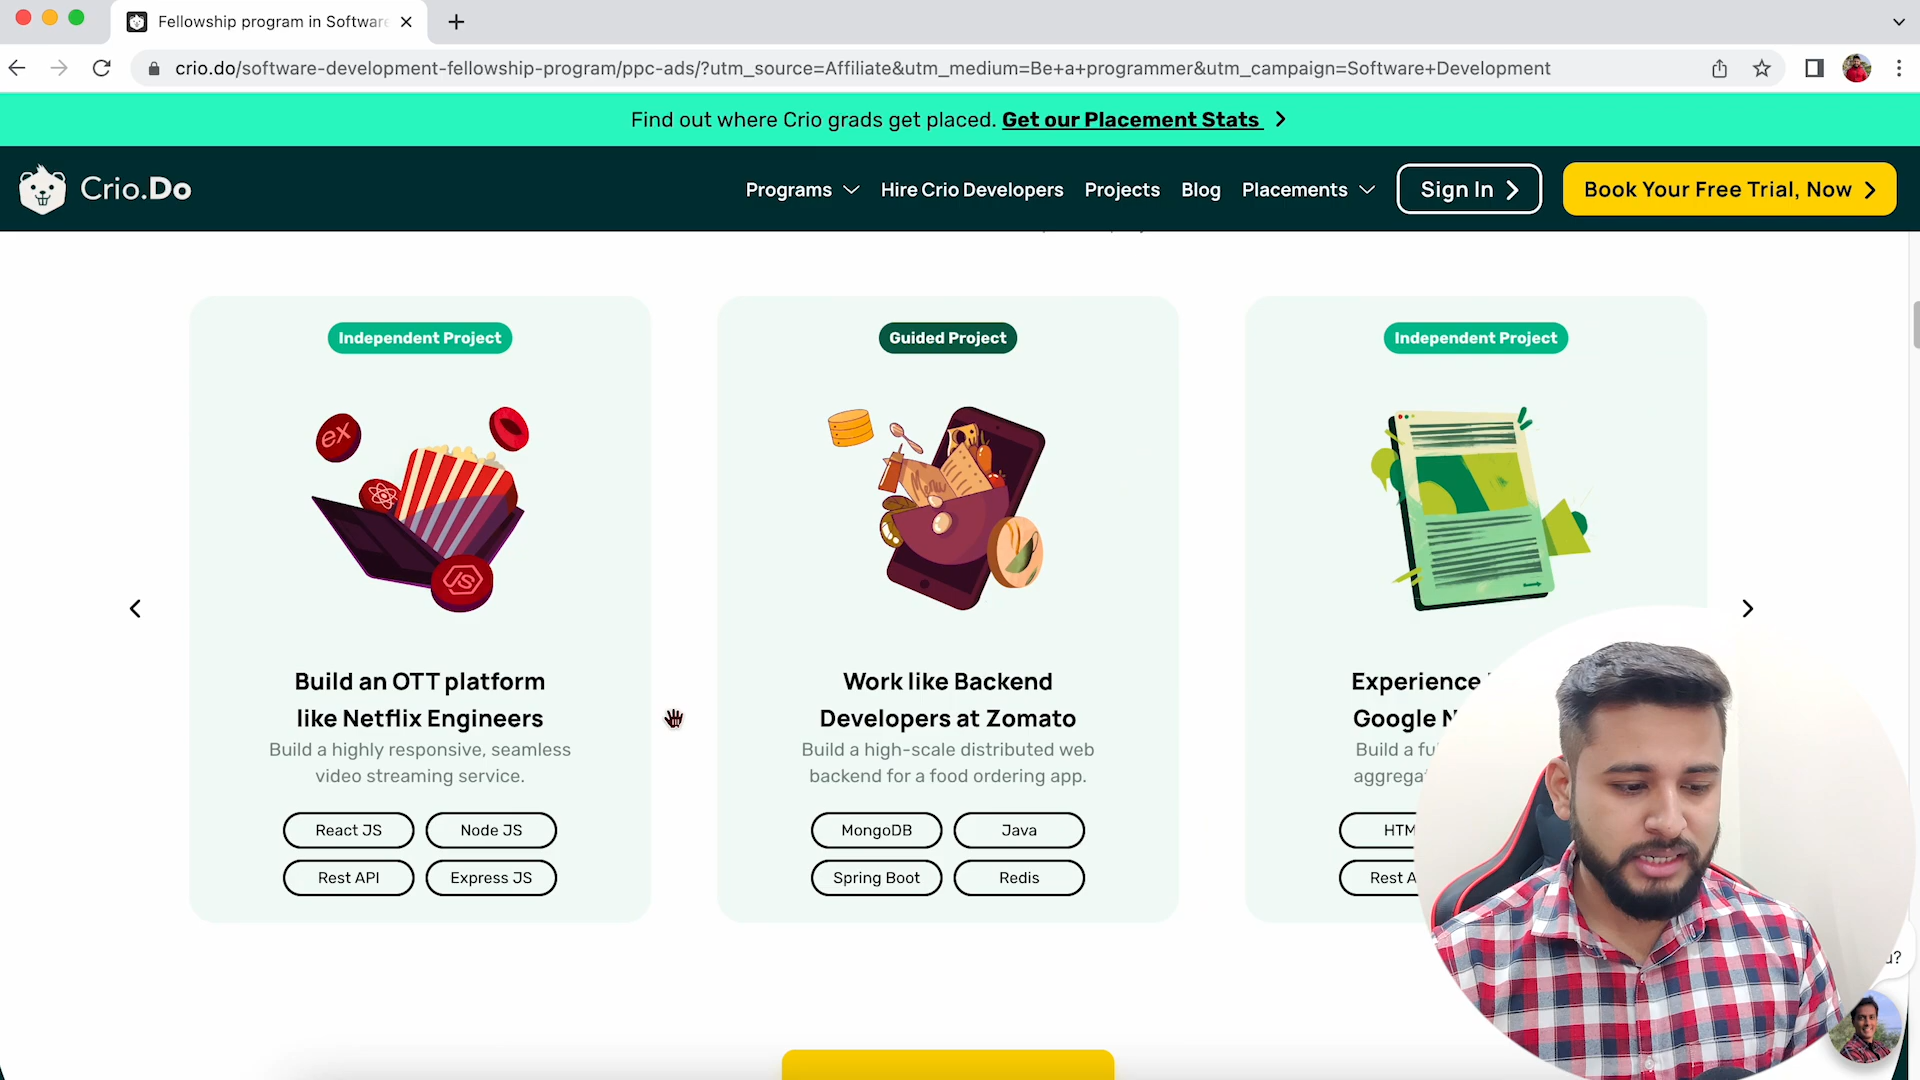 Fellowship program in Softwar
crio.do/software-development-fellowship-program/ppc-ads/?utm_source=Affiliate&utm_medium=Be+a+programmer&utm_campaign=Software+Development
Find out where Crio grads get placed. Get our Placement Stats
Crio.Do
Programs
Hire Crio Developers
Projects
Blog
Placements
Sign In
Book Your Free Trial, Now
Independent Project
Guided Project
Independent Project
ex
JS
Menu
Build an OTT platform
like Netflix Engineers
Build a highly responsive, seamless
video streaming service.
React JS
Node JS
Rest API
Express JS
Work like Backend
Developers at Zomato
Build a high-scale distributed web
backend for a food ordering app.
MongoDB
Java
Spring Boot
Redis
Experience
Google
Build a
Rest